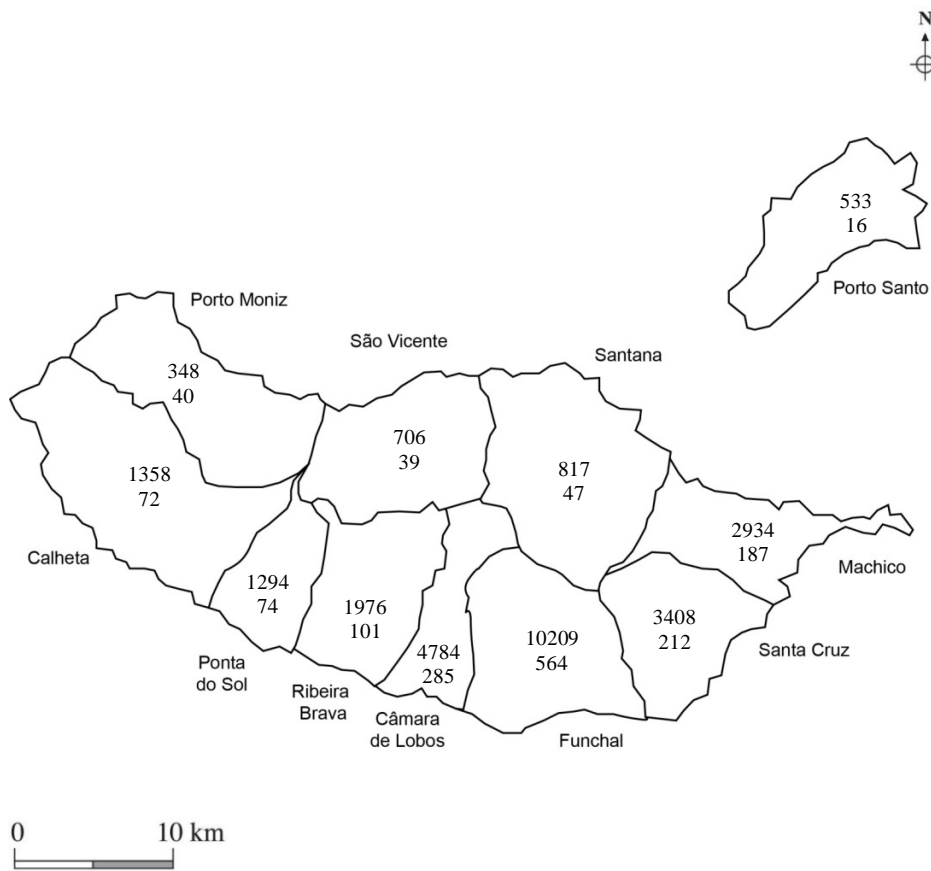 N
533
16
Porto Santo
Porto Moniz
348
40
São Vicente
706
39
Santana
817
47
1358
72
Calheta
2934
187
Machico
1294
74
Ponta
do Sol
1976
101
Ribeira
Brava
4784
285
Câmara
de Lobos
10209
564
Funchal
3408
212
Santa Cruz
0 10 km